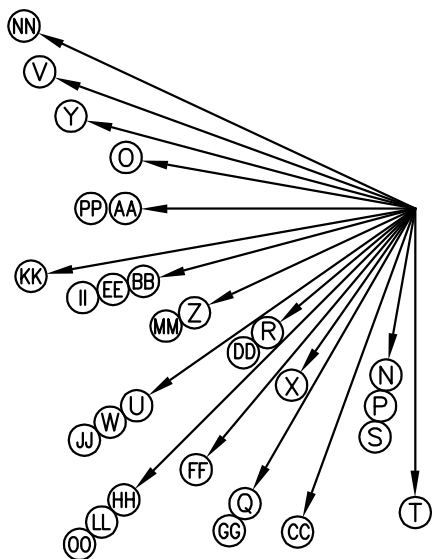 NN
V
Y
O
PP AA
KK
II EE BB
MM Z
DD R
X
N
P
S
JJ W U
FF
OO LL HH
GG Q
CC
T